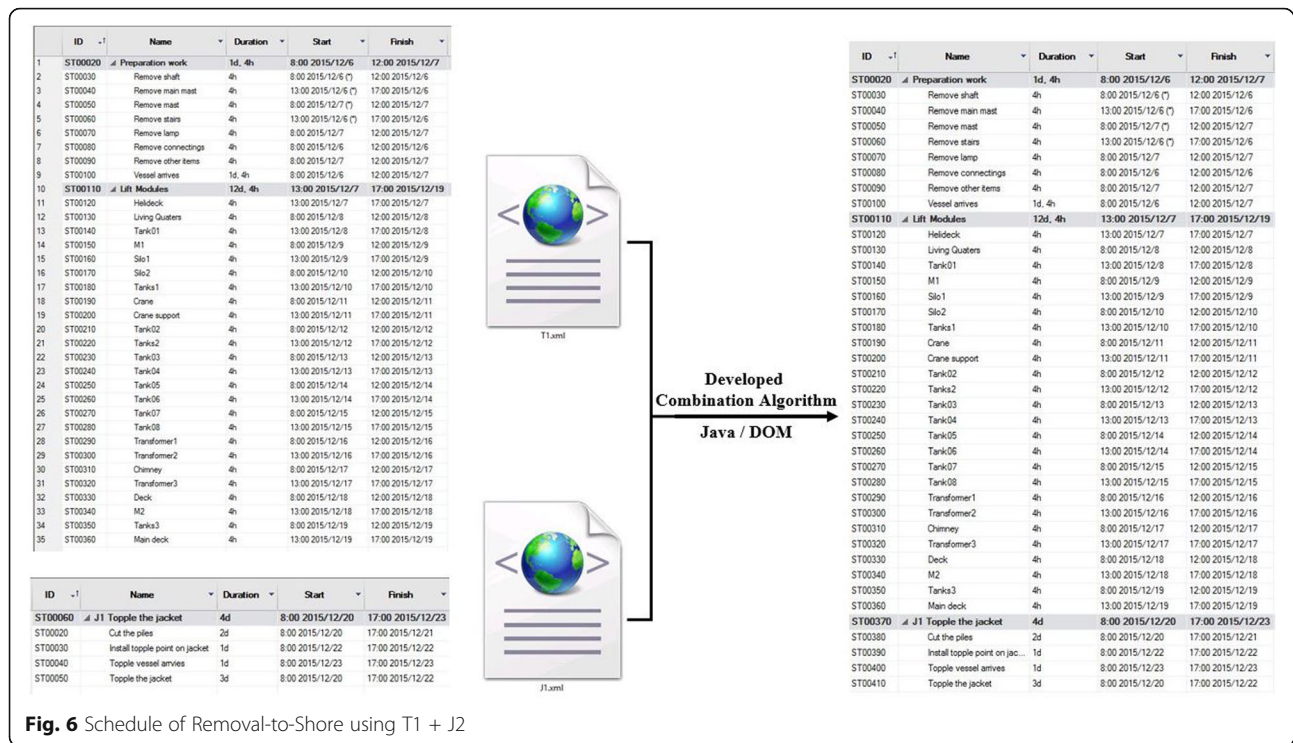 ID Name Duration Start Finish
1 ST00020 Preparation work 1d, 4h 8:00 2015/12/6 12:00 2015/12/7
2 ST00030 Remove shaft 4h 8:00 2015/12/6 (*) 12:00 2015/12/6
3 ST00040 Remove main mast 4h 13:00 2015/12/6 (*) 17:00 2015/12/6
4 ST00050 Remove mast 4h 8:00 2015/12/7 (*) 12:00 2015/12/7
5 ST00060 Remove stairs 4h 13:00 2015/12/6 (*) 17:00 2015/12/6
6 ST00070 Remove lamp 4h 8:00 2015/12/7 12:00 2015/12/7
7 ST00080 Remove connectings 4h 8:00 2015/12/6 12:00 2015/12/6
8 ST00090 Remove other items 4h 8:00 2015/12/7 12:00 2015/12/7
9 ST00100 Vessel arrives 1d, 4h 8:00 2015/12/6 12:00 2015/12/7
10 ST00110 Lift Modules 12d, 4h 13:00 2015/12/7 17:00 2015/12/19
11 ST00120 Helideck 4h 13:00 2015/12/7 17:00 2015/12/7
12 ST00130 Living Quaters 4h 8:00 2015/12/8 12:00 2015/12/8
13 ST00140 Tank01 4h 13:00 2015/12/8 17:00 2015/12/8
14 ST00150 M1 4h 8:00 2015/12/9 12:00 2015/12/9
15 ST00160 Silo1 4h 13:00 2015/12/9 17:00 2015/12/9
16 ST00170 Silo2 4h 8:00 2015/12/10 12:00 2015/12/10
17 ST00180 Tanks1 4h 13:00 2015/12/10 17:00 2015/12/10
18 ST00190 Crane 4h 8:00 2015/12/11 12:00 2015/12/11
19 ST00200 Crane support 4h 13:00 2015/12/11 17:00 2015/12/11
20 ST00210 Tank02 4h 8:00 2015/12/12 12:00 2015/12/12
21 ST00220 Tanks2 4h 13:00 2015/12/12 17:00 2015/12/12
22 ST00230 Tank03 4h 8:00 2015/12/13 12:00 2015/12/13
23 ST00240 Tank04 4h 13:00 2015/12/13 17:00 2015/12/13
24 ST00250 Tank05 4h 8:00 2015/12/14 12:00 2015/12/14
25 ST00260 Tank06 4h 13:00 2015/12/14 17:00 2015/12/14
26 ST00270 Tank07 4h 8:00 2015/12/15 12:00 2015/12/15
27 ST00280 Tank08 4h 13:00 2015/12/15 17:00 2015/12/15
28 ST00290 Transformer1 4h 8:00 2015/12/16 12:00 2015/12/16
29 ST00300 Transformer2 4h 13:00 2015/12/16 17:00 2015/12/16
30 ST00310 Chimney 4h 8:00 2015/12/17 12:00 2015/12/17
31 ST00320 Transformer3 4h 13:00 2015/12/17 17:00 2015/12/17
32 ST00330 Deck 4h 8:00 2015/12/18 12:00 2015/12/18
33 ST00340 M2 4h 13:00 2015/12/18 17:00 2015/12/18
34 ST00350 Tanks3 4h 8:00 2015/12/19 12:00 2015/12/19
35 ST00360 Main deck 4h 13:00 2015/12/19 17:00 2015/12/19
ID Name Duration Start Finish
ST00060 J1 Topple the jacket 4d 8:00 2015/12/20 17:00 2015/12/23
ST00020 Cut the piles 2d 8:00 2015/12/20 17:00 2015/12/21
ST00030 Install topple point on jacket 1d 8:00 2015/12/22 17:00 2015/12/22
ST00040 Topple vessel arrvies 1d 8:00 2015/12/23 17:00 2015/12/23
ST00050 Topple the jacket 3d 8:00 2015/12/20 17:00 2015/12/22
T1.xml
J1.xml
Developed
Combination Algorithm
Java / DOM
ID Name Duration Start Finish
ST00020 Preparation work 1d, 4h 8:00 2015/12/6 12:00 2015/12/7
ST00030 Remove shaft 4h 8:00 2015/12/6 (*) 12:00 2015/12/6
ST00040 Remove main mast 4h 13:00 2015/12/6 (*) 17:00 2015/12/6
ST00050 Remove mast 4h 8:00 2015/12/7 (*) 12:00 2015/12/7
ST00060 Remove stairs 4h 13:00 2015/12/6 (*) 17:00 2015/12/6
ST00070 Remove lamp 4h 8:00 2015/12/7 12:00 2015/12/7
ST00080 Remove connectings 4h 8:00 2015/12/6 12:00 2015/12/6
ST00090 Remove other items 4h 8:00 2015/12/7 12:00 2015/12/7
ST00100 Vessel arrives 1d, 4h 8:00 2015/12/6 12:00 2015/12/7
ST00110 Lift Modules 12d, 4h 13:00 2015/12/7 17:00 2015/12/19
ST00120 Helideck 4h 13:00 2015/12/7 17:00 2015/12/7
ST00130 Living Quaters 4h 8:00 2015/12/8 12:00 2015/12/8
ST00140 Tank01 4h 13:00 2015/12/8 17:00 2015/12/8
ST00150 M1 4h 8:00 2015/12/9 12:00 2015/12/9
ST00160 Silo1 4h 13:00 2015/12/9 17:00 2015/12/9
ST00170 Silo2 4h 8:00 2015/12/10 12:00 2015/12/10
ST00180 Tanks1 4h 13:00 2015/12/10 17:00 2015/12/10
ST00190 Crane 4h 8:00 2015/12/11 12:00 2015/12/11
ST00200 Crane support 4h 13:00 2015/12/11 17:00 2015/12/11
ST00210 Tank02 4h 8:00 2015/12/12 12:00 2015/12/12
ST00220 Tanks2 4h 13:00 2015/12/12 17:00 2015/12/12
ST00230 Tank03 4h 8:00 2015/12/13 12:00 2015/12/13
ST00240 Tank04 4h 13:00 2015/12/13 17:00 2015/12/13
ST00250 Tank05 4h 8:00 2015/12/14 12:00 2015/12/14
ST00260 Tank06 4h 13:00 2015/12/14 17:00 2015/12/14
ST00270 Tank07 4h 8:00 2015/12/15 12:00 2015/12/15
ST00280 Tank08 4h 13:00 2015/12/15 17:00 2015/12/15
ST00290 Transformer1 4h 8:00 2015/12/16 12:00 2015/12/16
ST00300 Transformer2 4h 13:00 2015/12/16 17:00 2015/12/16
ST00310 Chimney 4h 8:00 2015/12/17 12:00 2015/12/17
ST00320 Transformer3 4h 13:00 2015/12/17 17:00 2015/12/17
ST00330 Deck 4h 8:00 2015/12/18 12:00 2015/12/18
ST00340 M2 4h 13:00 2015/12/18 17:00 2015/12/18
ST00350 Tanks3 4h 8:00 2015/12/19 12:00 2015/12/19
ST00360 Main deck 4h 13:00 2015/12/19 17:00 2015/12/19
ST00370 J1 Topple the jacket 4d 8:00 2015/12/20 17:00 2015/12/23
ST00380 Cut the piles 2d 8:00 2015/12/20 17:00 2015/12/21
ST00390 Install topple point on jac... 1d 8:00 2015/12/22 17:00 2015/12/22
ST00400 Topple vessel arrives 1d 8:00 2015/12/23 17:00 2015/12/23
ST00410 Topple the jacket 3d 8:00 2015/12/20 17:00 2015/12/22
Fig. 6 Schedule of Removal-to-Shore using T1 + J2